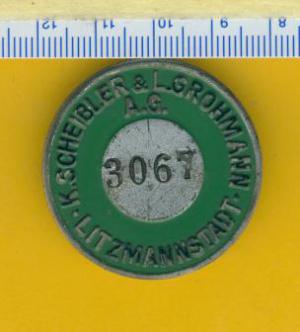 12 11 10 9 8
K. SCHEIBLER & L. GROHMANN
A.G.
3067
· LITZMANNSTADT ·